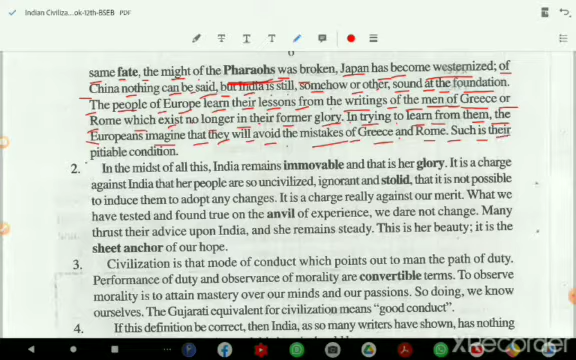 Indian Civiliza...ok-12th-BSEB PDF
same fate, the might of the Pharaohs was broken, Japan has become westernized; of
China nothing can be said, but India is still, somehow or other, sound at the foundation.
The people of Europe learn their lessons from the writings of the men of Greece or
Rome which exist no longer in their former glory. In trying to learn from them, the
Europeans imagine that they will avoid the mistakes of Greece and Rome. Such is their
pitiable condition.
2. In the midst of all this, India remains immovable and that is her glory. It is a charge
against India that her people are so uncivilized, ignorant and stolid, that it is not possible
to induce them to adopt any changes. It is a charge really against our merit. What we
have tested and found true on the anvil of experience, we dare not change. Many
thrust their advice upon India, and she remains steady. This is her beauty; it is the
sheet anchor of our hope.
3. Civilization is that mode of conduct which points out to man the path of duty.
Performance of duty and observance of morality are convertible terms. To observe
morality is to attain mastery over our minds and our passions. So doing, we know
ourselves. The Gujarati equivalent for civilization means "good conduct".
4. If this definition be correct, then India, as so many writers have shown, has nothing
XRecorder